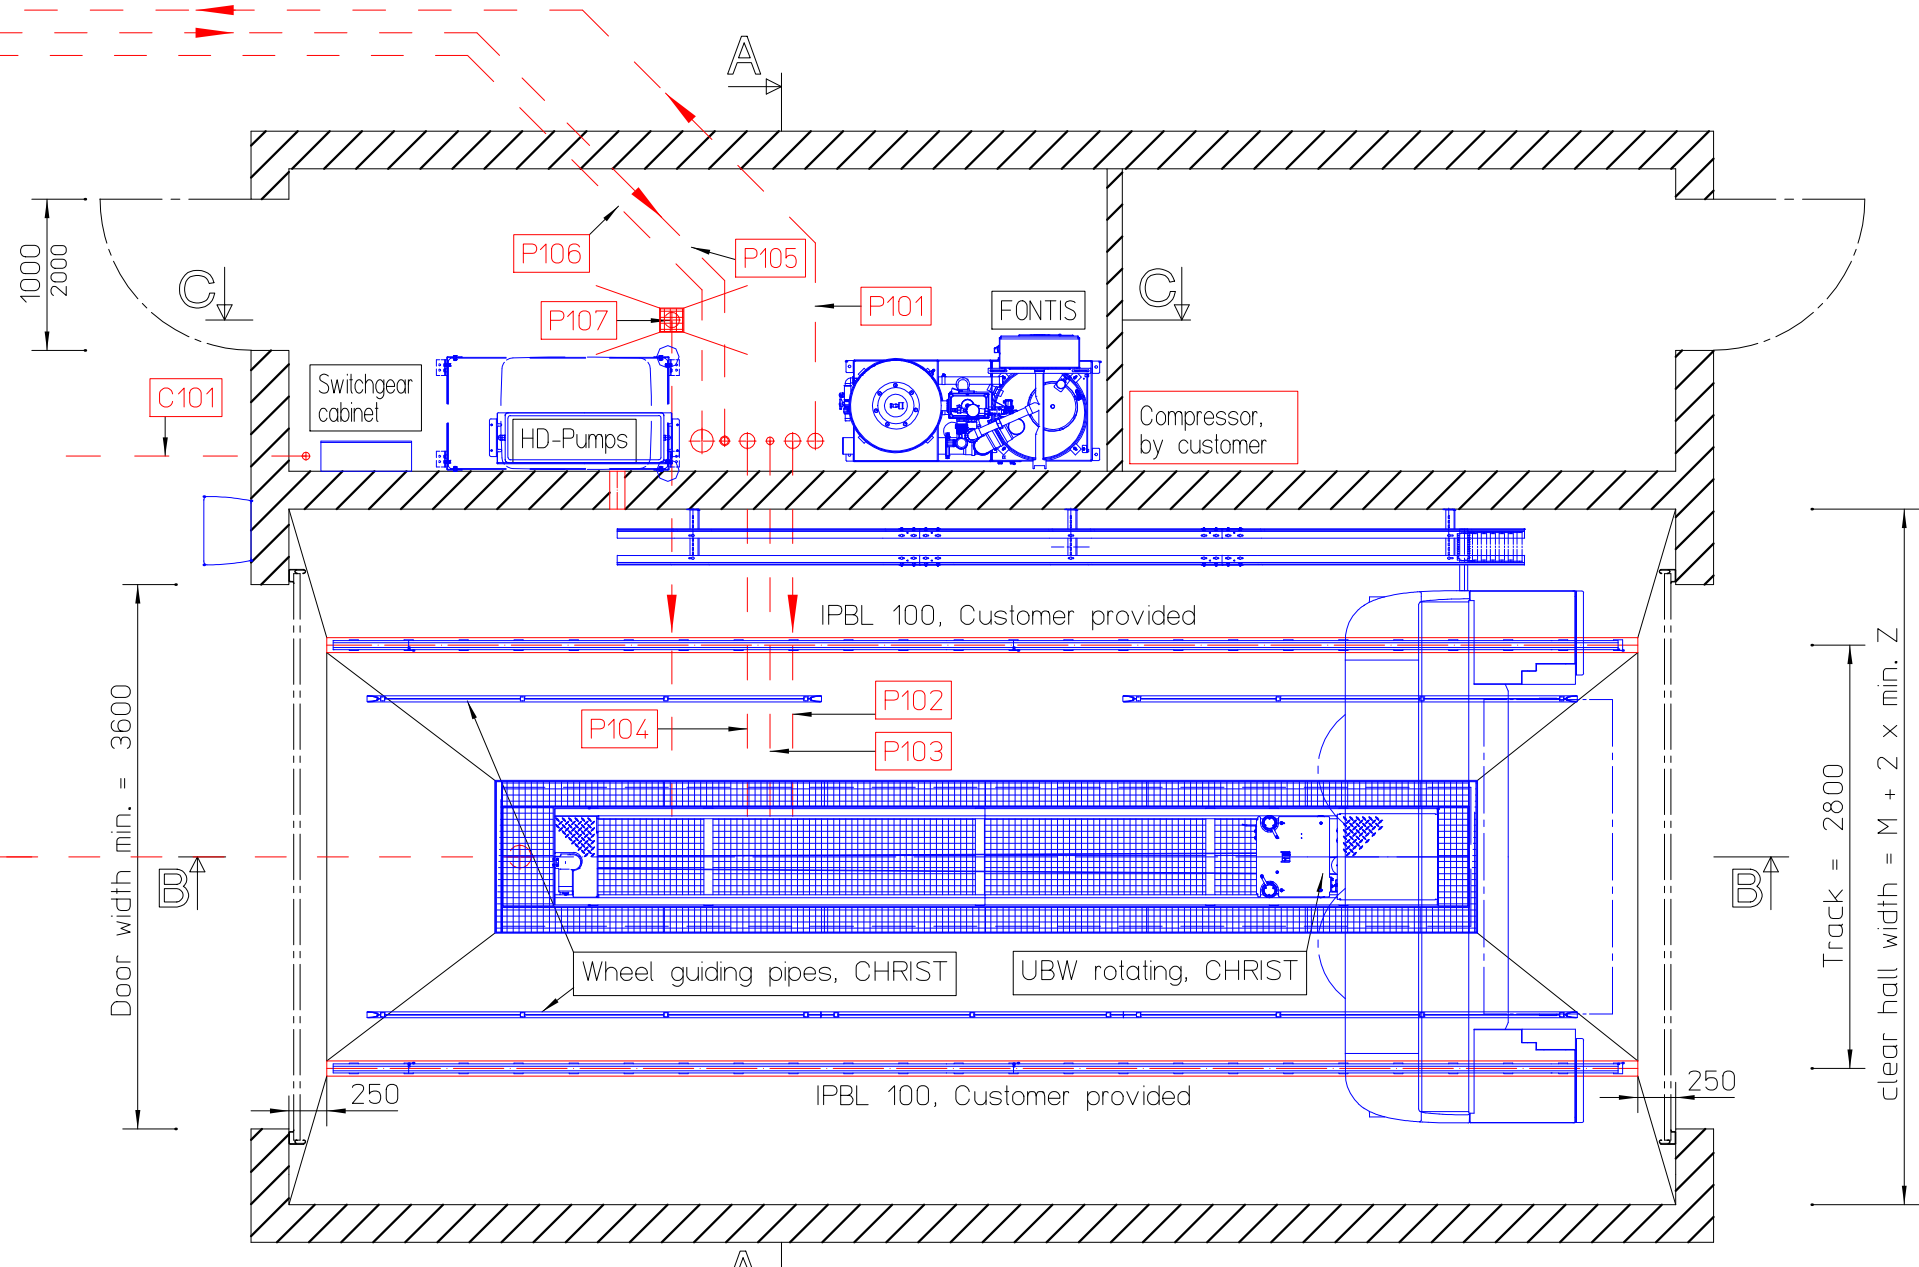 A
P106
P105
1000
2000
C
C
P107
P101
FONTIS
Switchgear
cabinet
C101
HD-Pumps
Compressor,
by customer
IPBL 100, Customer provided
Door width min. = 3600
P102
P104
P103
Track = 2800
clear hall width = M + 2 x min. Z
B
B
Wheel guiding pipes, CHRIST
UBW rotating, CHRIST
250
IPBL 100, Customer provided
250
A